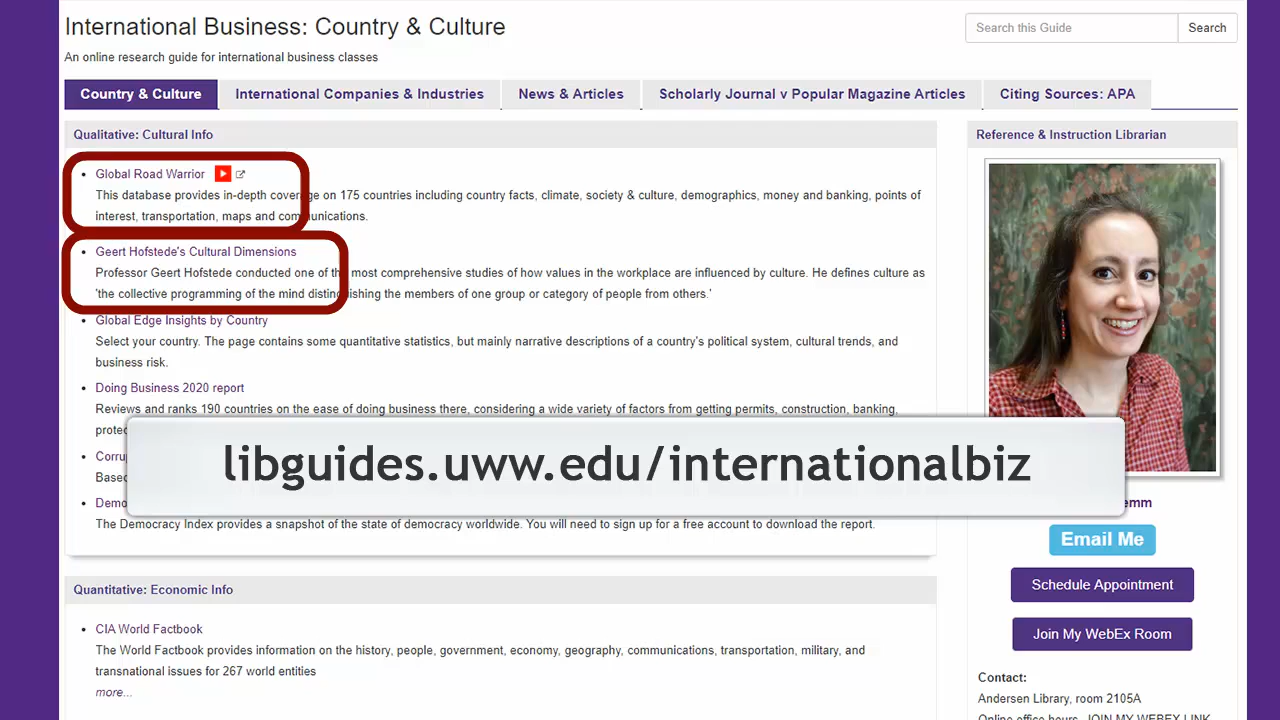 International Business: Country & Culture
Search this Guide
Search
An online research guide for international business classes
Country & Culture
International Companies & Industries
News & Articles
Scholarly Journal v Popular Magazine Articles
Citing Sources: APA
Qualitative: Cultural Info
Global Road Warrior
This database provides in-depth coverage on 175 countries including country facts, climate, society & culture, demographics, money and banking, points of
interest, transportation, maps and communications.
Geert Hofstede's Cultural Dimensions
Professor Geert Hofstede conducted one of the most comprehensive studies of how values in the workplace are influenced by culture. He defines culture as
'the collective programming of the mind distinguishing the members of one group or category of people from others.'
Global Edge Insights by Country
Select your country. The page contains some quantitative statistics, but mainly narrative descriptions of a country's political system, cultural trends, and
business risk.
Doing Business 2020 report
Reviews and ranks 190 countries on the ease of doing business there, considering a wide variety of factors from getting permits, construction, banking,
libguides.uww.edu/internationalbiz
The Democracy Index provides a snapshot of the state of democracy worldwide. You will need to sign up for a free account to download the report.
Quantitative: Economic Info
CIA World Factbook
The World Factbook provides information on the history, people, government, economy, geography, communications, transportation, military, and
transnational issues for 267 world entities
more...
Reference & Instruction Librarian
Email Me
Schedule Appointment
Join My WebEx Room
Contact:
Andersen Library, room 2105A
Online office hours, JOIN MY WEBEX LINK